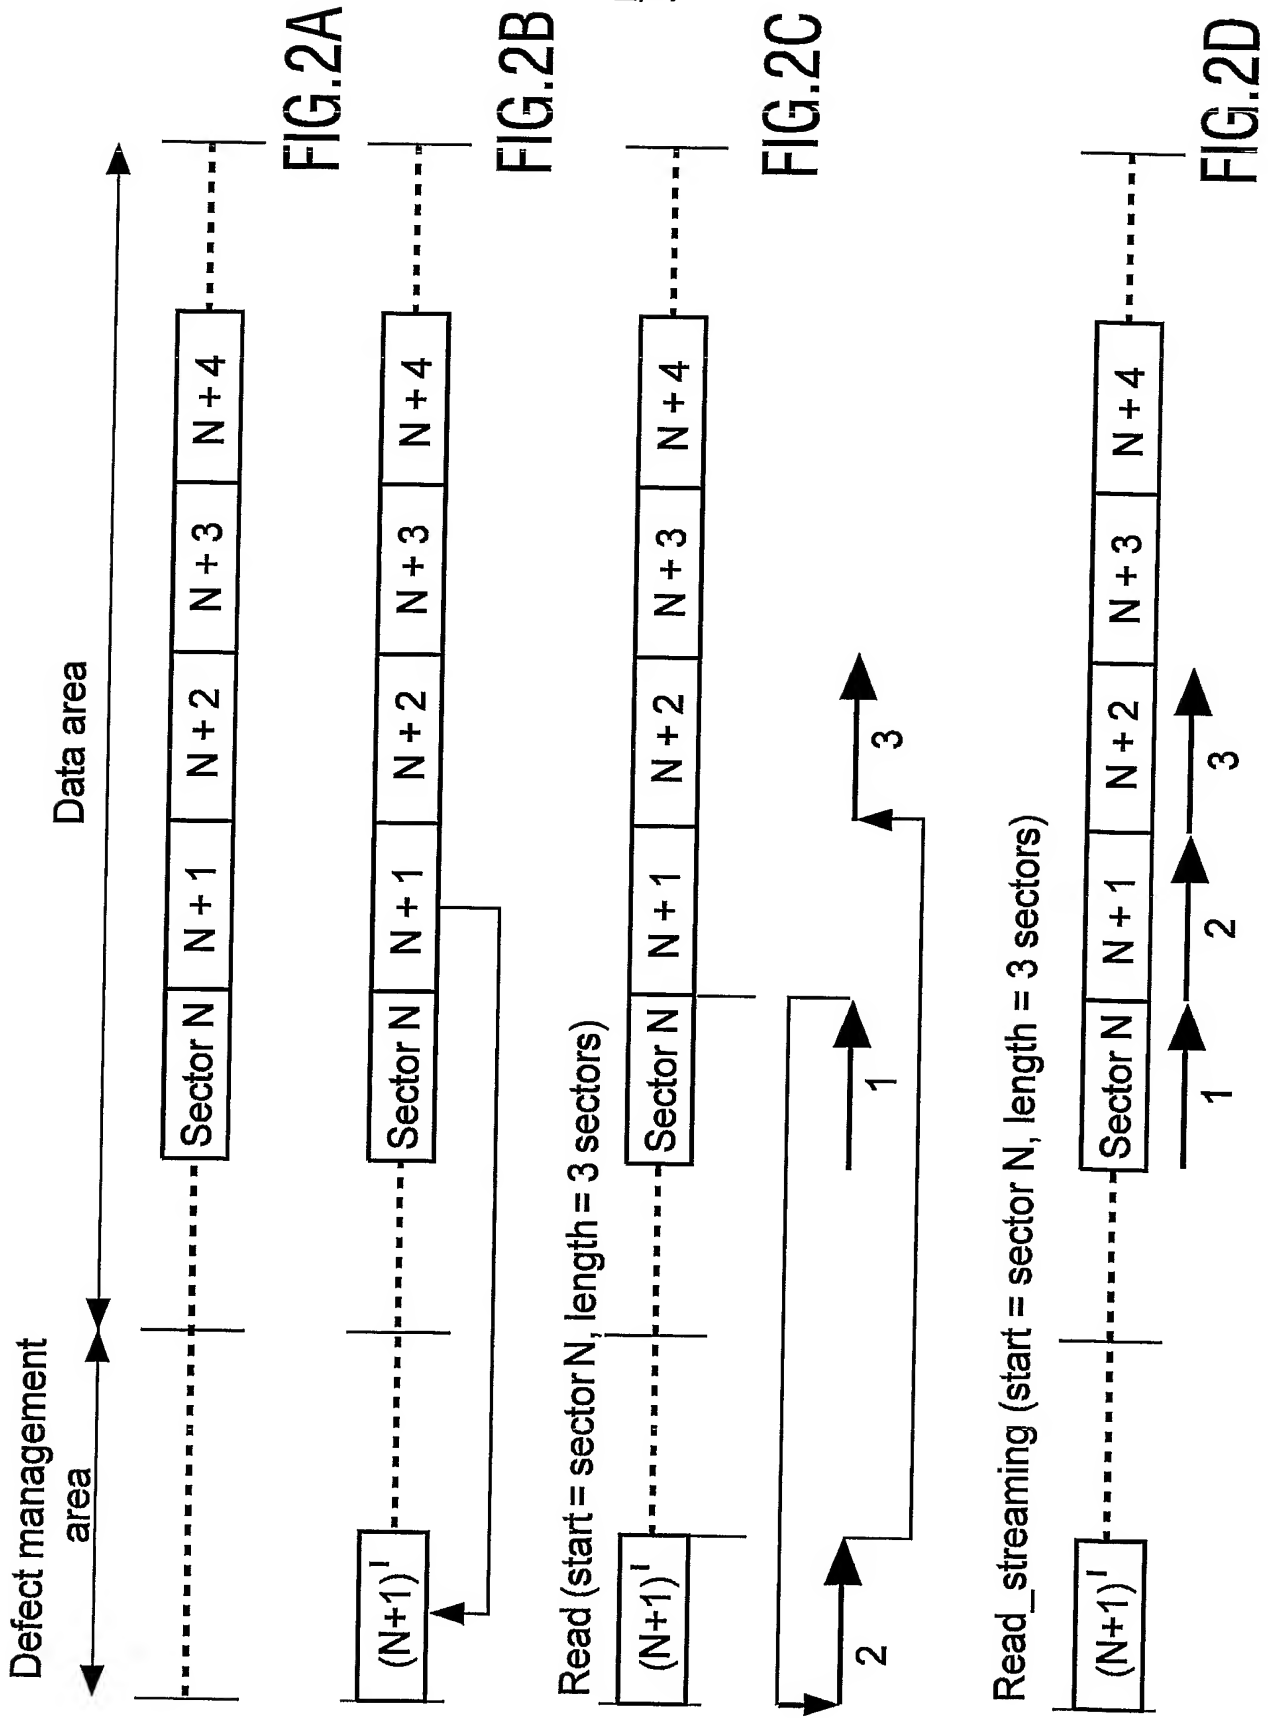 Defect management
area
Data area
Sector N
N + 1
N + 2
N + 3
N + 4
FIG.2A
(N+1)'
Sector N
N + 1
N + 2
N + 3
N + 4
FIG.2B
Read (start = sector N, length = 3 sectors)
(N+1)'
Sector N
N + 1
N + 2
N + 3
N + 4
2
1
3
FIG.2C
Read_streaming (start = sector N, length = 3 sectors)
(N+1)'
Sector N
N + 1
N + 2
N + 3
N + 4
1
2
3
FIG.2D